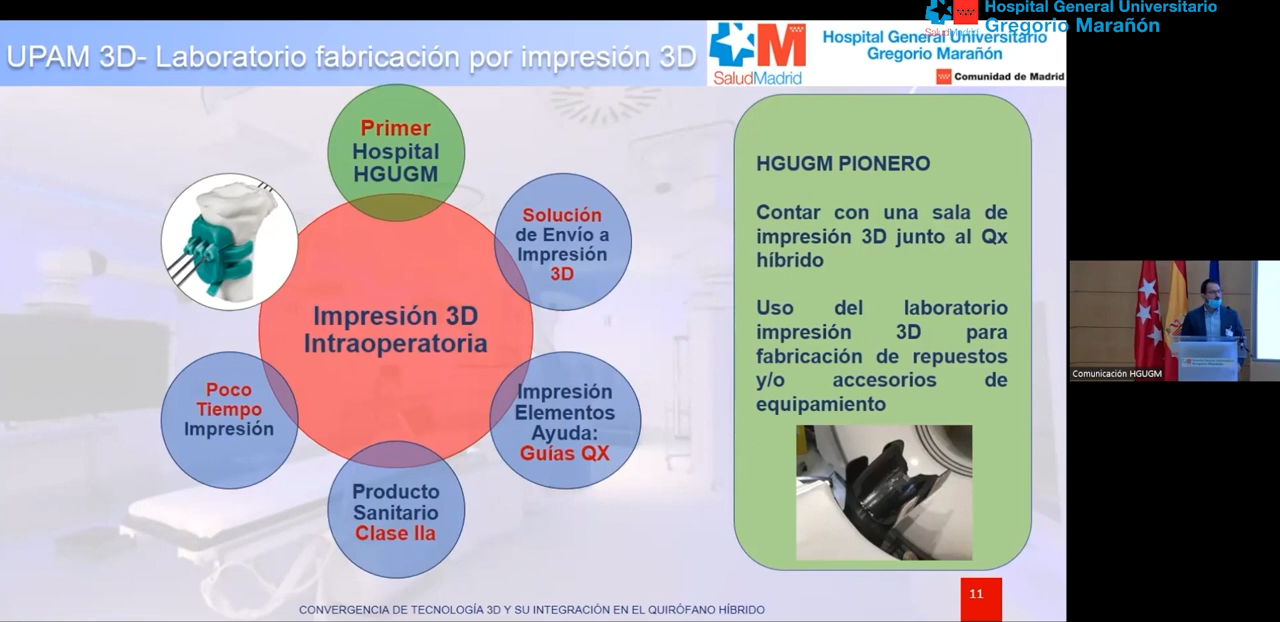 Hospital General Universitario
Gregorio Marañón
SaludMadrid
UPAM 3D- Laboratorio fabricación por impresión 3D
SaludMadrid
Hospital General Universitario
Gregorio Marañón
Comunidad de Madrid
Primer
Hospital
HGUGM
Solución
de Envío a
Impresión
3D
Impresión 3D
Intraoperatoria
Poco
Tiempo
Impresión
Impresión
Elementos
Ayuda:
Guías QX
Producto
Sanitario
Clase IIa
HGUGM PIONERO
Contar con una sala de
impresión 3D junto al Qx
híbrido
Uso del laboratorio
impresión 3D para
fabricación de repuestos
y/o accesorios de
equipamiento
Comunicación HGUGM
CONVERGENCIA DE TECNOLOGÍA 3D Y SU INTEGRACIÓN EN EL QUIRÓFANO HÍBRIDO
11